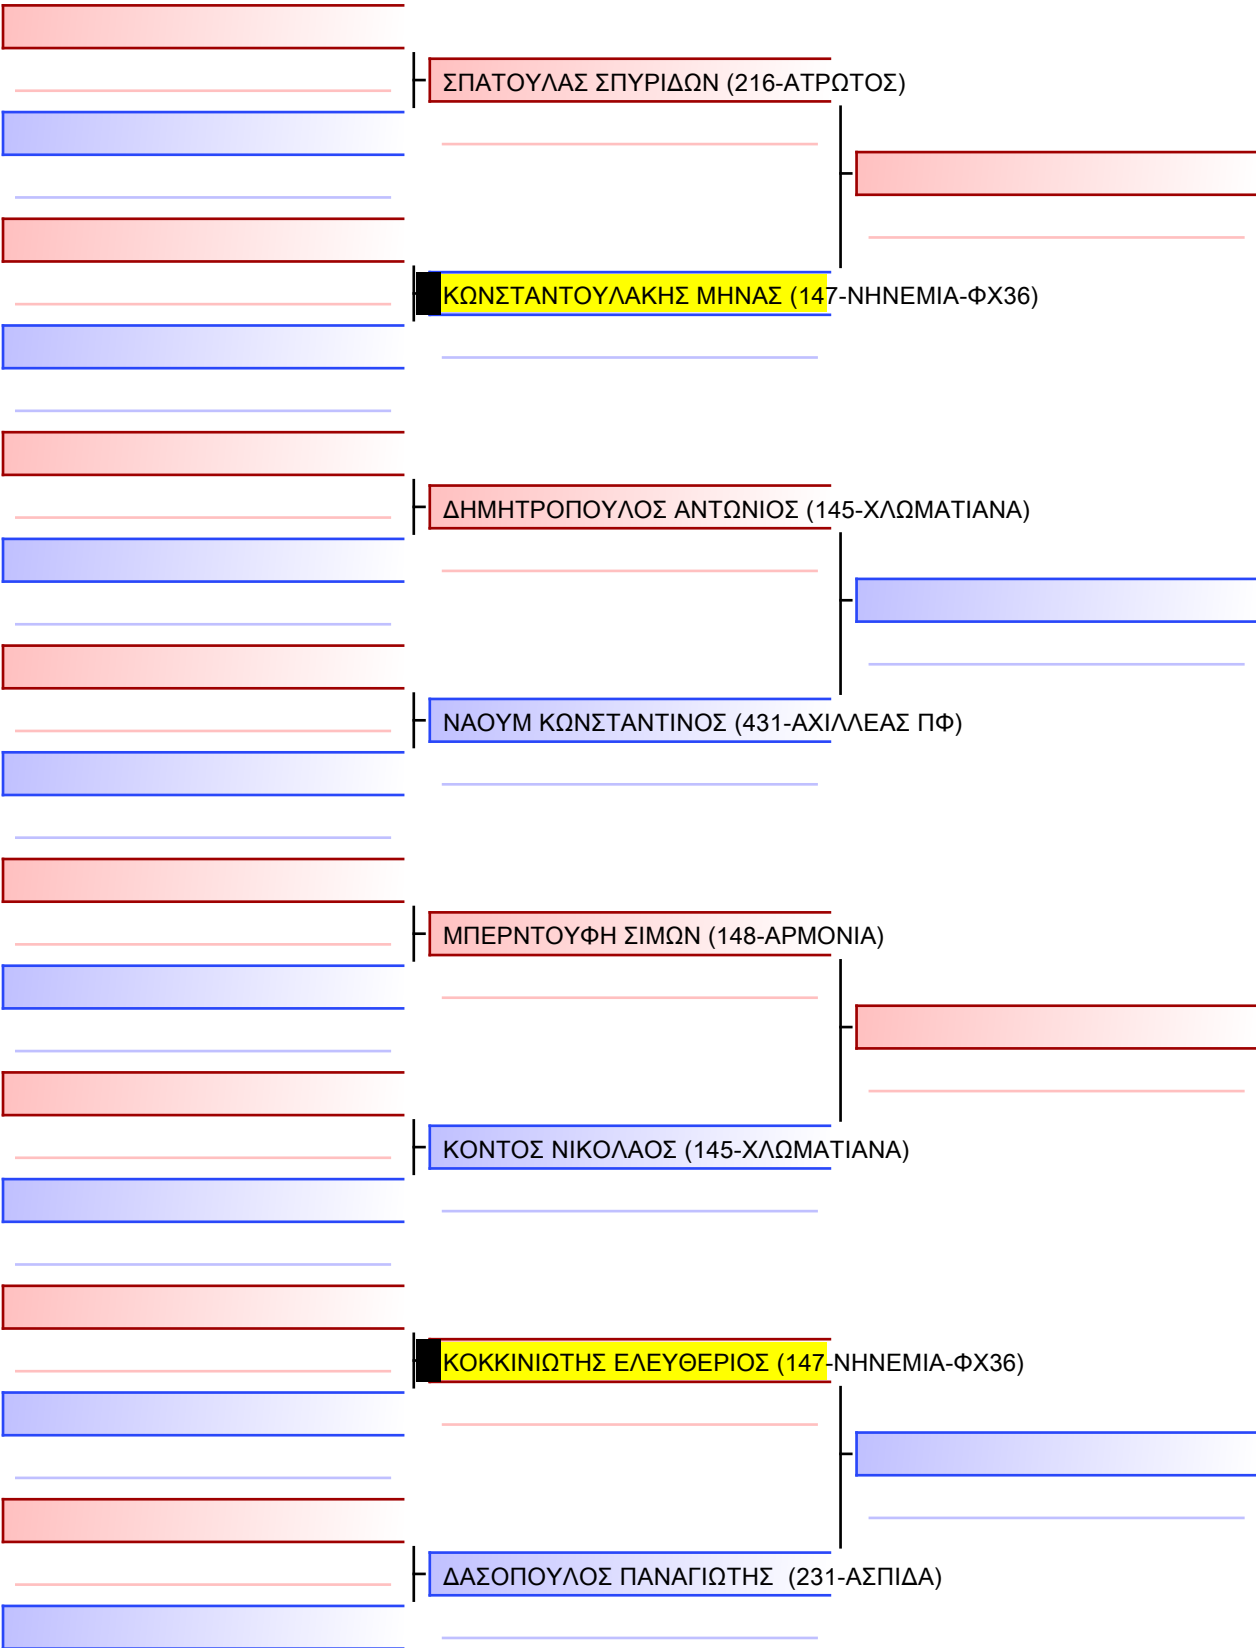 ΣΠΑΤΟΥΛΑΣ ΣΠΥΡΙΔΩΝ (216-ΑΤΡΩΤΟΣ)
ΚΩΝΣΤΑΝΤΟΥΛΑΚΗΣ ΜΗΝΑΣ (147-ΝΗΝΕΜΙΑ-ΦΧ36)
ΔΗΜΗΤΡΟΠΟΥΛΟΣ ΑΝΤΩΝΙΟΣ (145-ΧΛΩΜΑΤΙΑΝΑ)
ΝΑΟΥΜ ΚΩΝΣΤΑΝΤΙΝΟΣ (431-ΑΧΙΛΛΕΑΣ ΠΦ)
ΜΠΕΡΝΤΟΥΦΗ ΣΙΜΩΝ (148-ΑΡΜΟΝΙΑ)
ΚΟΝΤΟΣ ΝΙΚΟΛΑΟΣ (145-ΧΛΩΜΑΤΙΑΝΑ)
ΚΟΚΚΙΝΙΩΤΗΣ ΕΛΕΥΘΕΡΙΟΣ (147-ΝΗΝΕΜΙΑ-ΦΧ36)
ΔΑΣΟΠΟΥΛΟΣ ΠΑΝΑΓΙΩΤΗΣ  (231-ΑΣΠΙΔΑ)